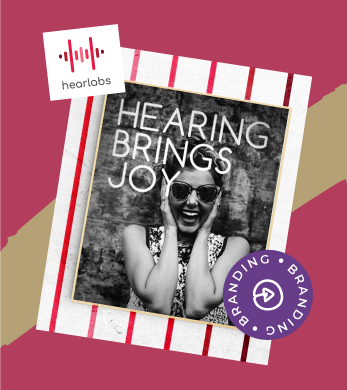 hearlabs
HEARING
BRINGS
JOY
BRANDING • BRANDING •